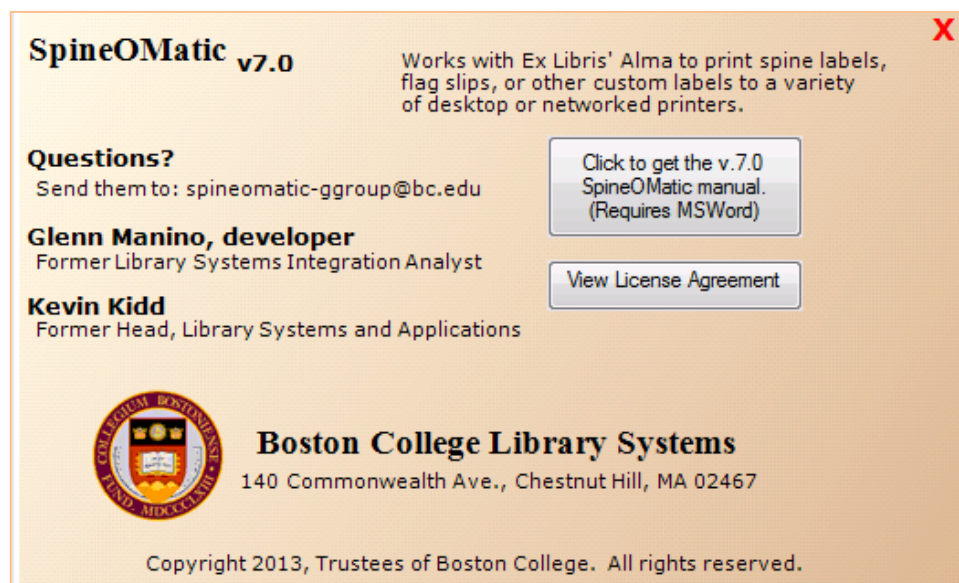 X
SpineOMatic v7.0
Works with Ex Libris' Alma to print spine labels,
flag slips, or other custom labels to a variety
of desktop or networked printers.
Questions?
Send them to: spineomatic-ggroup@bc.edu
Click to get the v.7.0
SpineOMatic manual.
(Requires MSWord)
Glenn Manino, developer
Former Library Systems Integration Analyst
View License Agreement
Kevin Kidd
Former Head, Library Systems and Applications
COLLEGIUM BOSTONIENSE
FUND. MDCCCLXIII
Boston College Library Systems
140 Commonwealth Ave., Chestnut Hill, MA 02467
Copyright 2013, Trustees of Boston College. All rights reserved.